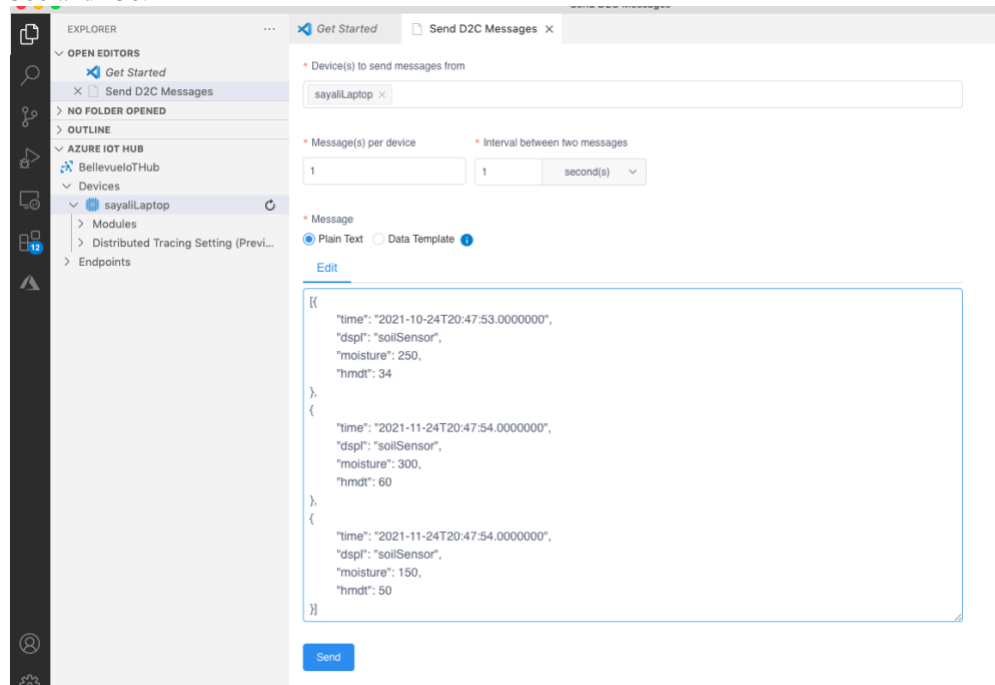 Send D2C Messages
EXPLORER
Get Started
Send D2C Messages
OPEN EDITORS
Get Started
Send D2C Messages
NO FOLDER OPENED
OUTLINE
AZURE IOT HUB
BellevueIoTHub
Devices
sayaliLaptop
Modules
Distributed Tracing Setting (Previ...
Endpoints
12
* Device(s) to send messages from
sayaliLaptop
* Message(s) per device
* Interval between two messages
1
1
second(s)
* Message
Plain Text
Data Template
Edit
[{
"time": "2021-10-24T20:47:53.0000000",
"dspl": "soilSensor",
"moisture": 250,
"hmdt": 34
},
{
"time": "2021-11-24T20:47:54.0000000",
"dspl": "soilSensor",
"moisture": 300,
"hmdt": 60
},
{
"time": "2021-11-24T20:47:54.0000000",
"dspl": "soilSensor",
"moisture": 150,
"hmdt": 50
}]
Send